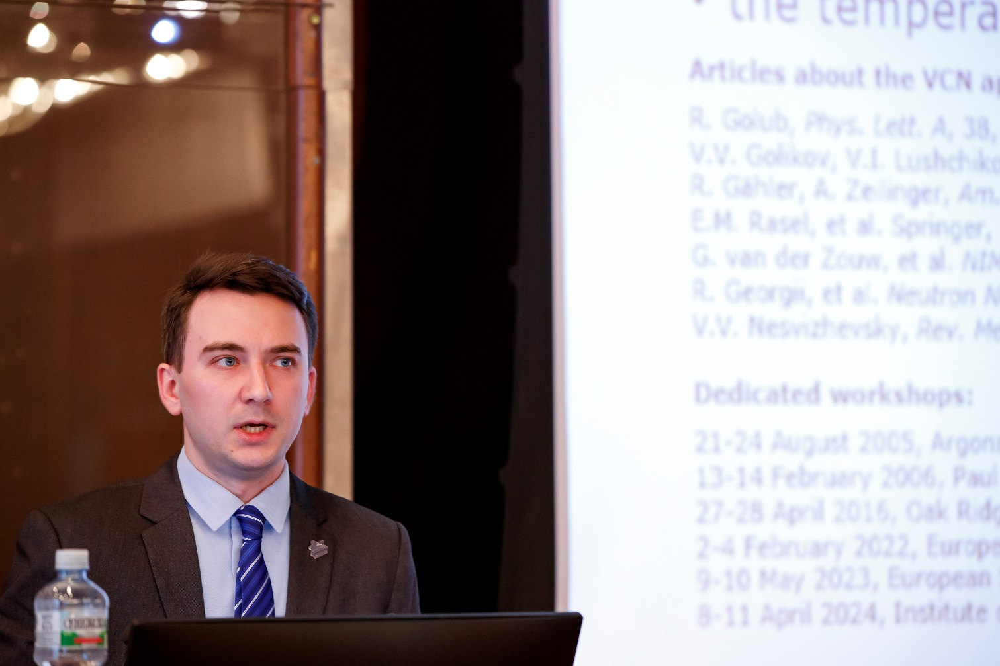 the tempera
Articles about the VCN a
R. Golub, Phys. Lett. A, 38,
V.V. Golikov, V.I. Lushchiko
R. Gähler, A. Zeilinger, Am.
E.M. Rasel, et al. Springer,
G. van der Zouw, et al. NIM
R. Georgii, et al. Neutron N
V.V. Nesvizhevsky, Rev. M
Dedicated workshops:
21-24 August 2005, Argon
13-14 February 2006, Paul
27-28 April 2016, Oak Ridg
2-4 February 2022, Europe
9-10 May 2023, European
8-11 April 2024, Institute